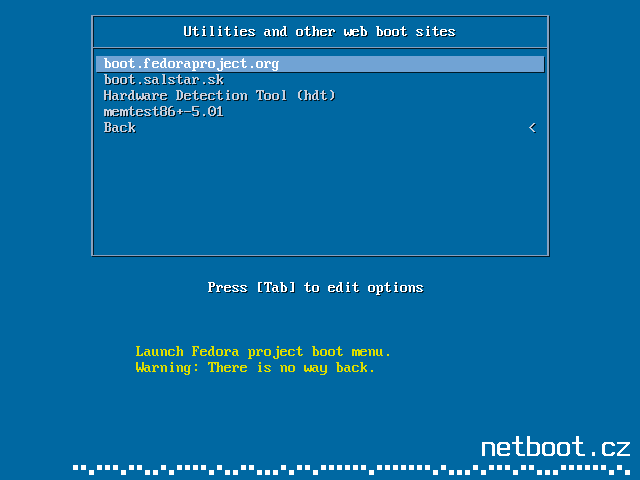 Utilities and other web boot sites
boot.fedoraproject.org
boot.salstar.sk
Hardware Detection Tool (hdt)
memtest86+-5.01
Back <
Press [Tab] to edit options
Launch Fedora project boot menu.
Warning: There is no way back.
netboot.cz